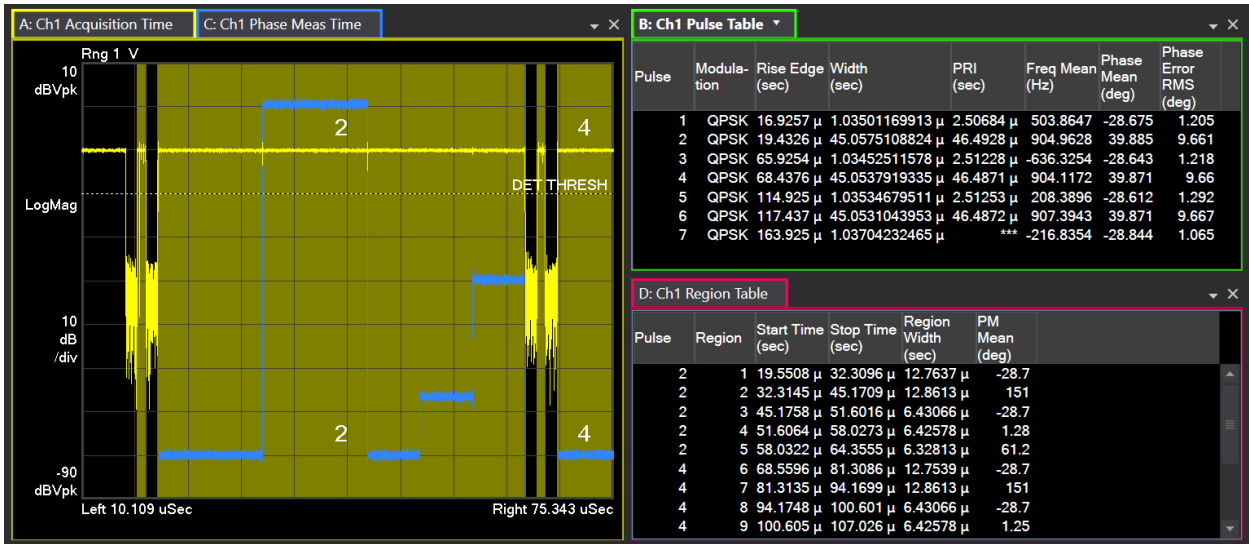 A: Ch1 Acquisition Time
C: Ch1 Phase Meas Time
Rng 1 V
10
dBVpk
2
4
DET THRESH
LogMag
10
dB
/div
2
4
-90
dBVpk
Left 10.109 uSec
Right 75.343 uSec
B: Ch1 Pulse Table
Pulse Modula-tion Rise Edge (sec) Width (sec) PRI (sec) Freq Mean (Hz) Phase Mean (deg) Phase Error RMS (deg)
1 QPSK 16.9257 µ 1.03501169913 µ 2.50684 µ 503.8647 -28.675 1.205
2 QPSK 19.4326 µ 45.0575108824 µ 46.4928 µ 904.9628 39.885 9.661
3 QPSK 65.9254 µ 1.03452511578 µ 2.51228 µ -636.3254 -28.643 1.218
4 QPSK 68.4376 µ 45.0537919335 µ 46.4871 µ 904.1172 39.871 9.66
5 QPSK 114.925 µ 1.03534679511 µ 2.51253 µ 208.3896 -28.612 1.292
6 QPSK 117.437 µ 45.0531043953 µ 46.4872 µ 907.3943 39.871 9.667
7 QPSK 163.925 µ 1.03704232465 µ *** -216.8354 -28.844 1.065
D: Ch1 Region Table
Pulse Region Start Time (sec) Stop Time (sec) Region Width (sec) PM Mean (deg)
2 1 19.5508 µ 32.3096 µ 12.7637 µ -28.7
2 2 32.3145 µ 45.1709 µ 12.8613 µ 151
2 3 45.1758 µ 51.6016 µ 6.43066 µ -28.7
2 4 51.6064 µ 58.0273 µ 6.42578 µ 1.28
2 5 58.0322 µ 64.3555 µ 6.32813 µ 61.2
4 6 68.5596 µ 81.3086 µ 12.7539 µ -28.7
4 7 81.3135 µ 94.1699 µ 12.8613 µ 151
4 8 94.1748 µ 100.601 µ 6.43066 µ -28.7
4 9 100.605 µ 107.026 µ 6.42578 µ 1.25